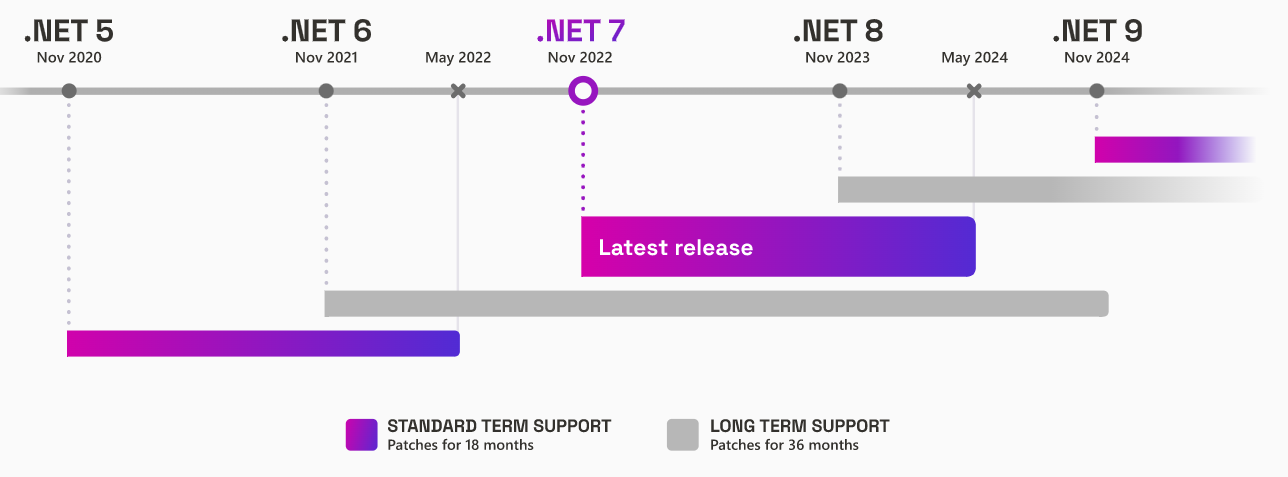 .NET 5
Nov 2020
.NET 6
Nov 2021
May 2022
.NET 7
Nov 2022
.NET 8
Nov 2023
May 2024
.NET 9
Nov 2024
Latest release
STANDARD TERM SUPPORT
Patches for 18 months
LONG TERM SUPPORT
Patches for 36 months